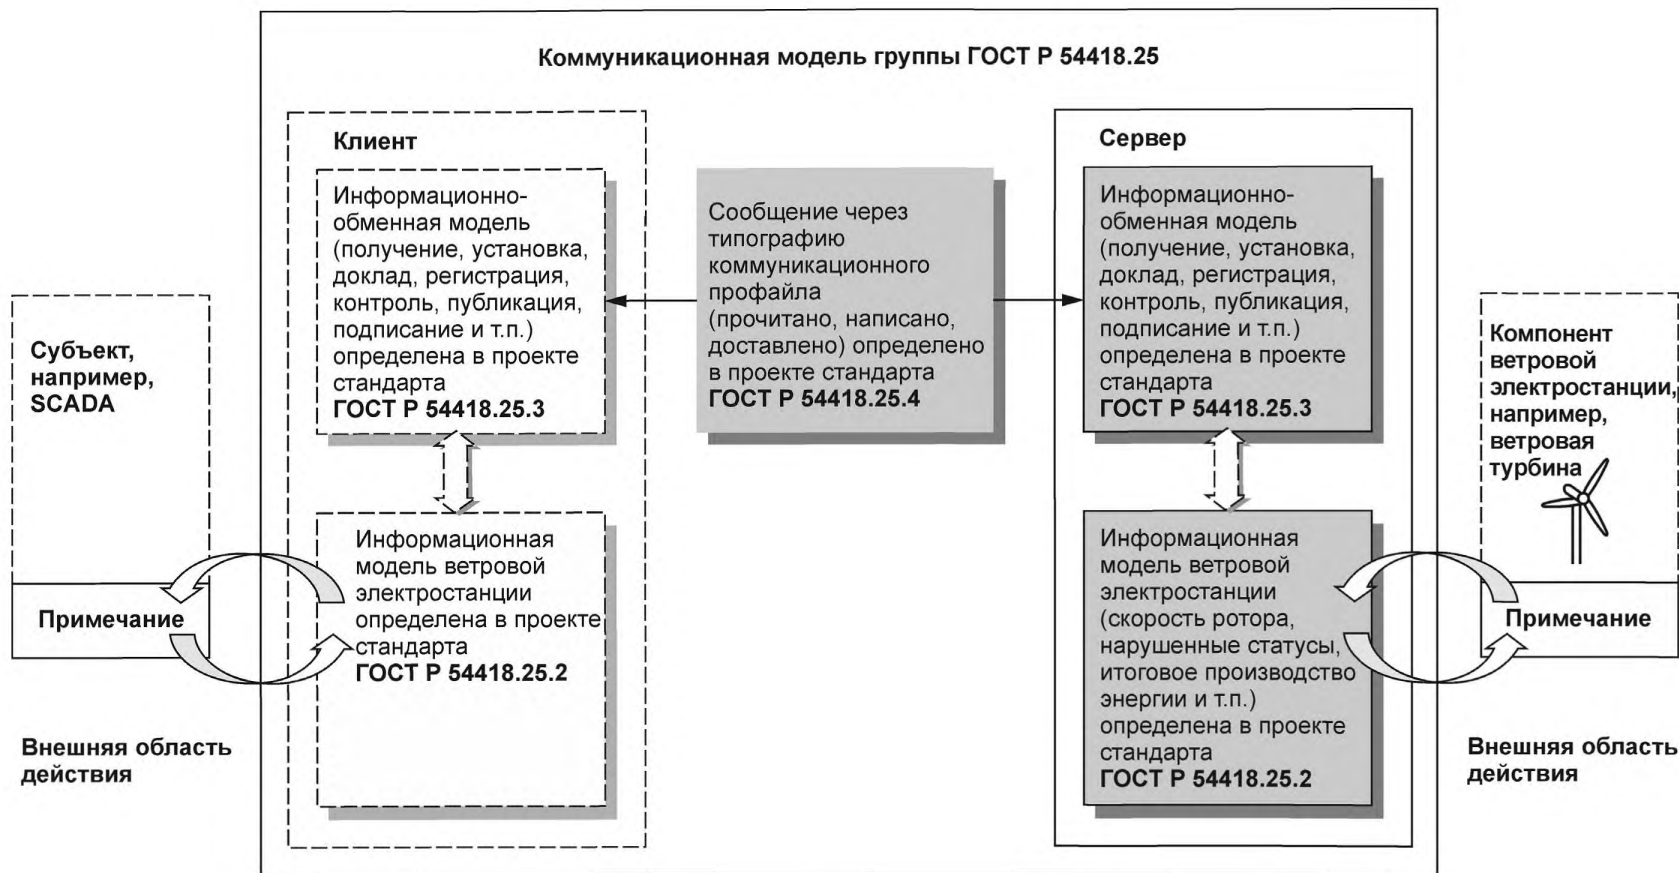 Коммуникационная модель группы ГОСТ Р 54418.25
Клиент
Информационно-
обменная модель
(получение, установка,
доклад, регистрация,
контроль, публикация,
подписание и т.п.)
определена в проекте
стандарта
ГОСТ Р 54418.25.3
Сообщение через
типографию
коммуникационного
профайла
(прочитано, написано,
доставлено) определено
в проекте стандарта
ГОСТ Р 54418.25.4
Сервер
Информационно-
обменная модель
(получение, установка,
доклад, регистрация,
контроль, публикация,
подписание и т.п.)
определена в проекте
стандарта
ГОСТ Р 54418.25.3
Субъект,
например,
SCADA
Примечание
Внешняя область
действия
Информационная
модель ветровой
электростанции
определена в проекте
стандарта
ГОСТ Р 54418.25.2
Информационная
модель ветровой
электростанции
(скорость ротора,
нарушенные статусы,
итоговое производство
энергии и т.п.)
определена в проекте
стандарта
ГОСТ Р 54418.25.2
Компонент
ветровой
электростанции,
например,
ветровая
турбина
Примечание
Внешняя область
действия